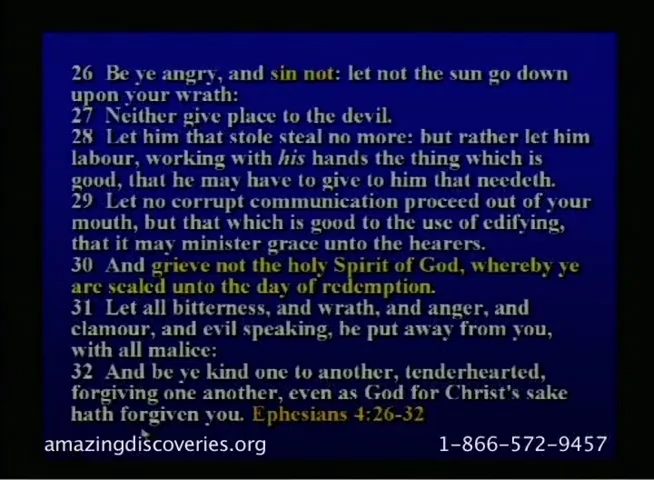 26 Be ye angry, and sin not: let not the sun go down
upon your wrath:
27 Neither give place to the devil.
28 Let him that stole steal no more: but rather let him
labour, working with his hands the thing which is
good, that he may have to give to him that needeth.
29 Let no corrupt communication proceed out of your
mouth, but that which is good to the use of edifying,
that it may minister grace unto the hearers.
30 And grieve not the holy Spirit of God, whereby ye
are sealed unto the day of redemption.
31 Let all bitterness, and wrath, and anger, and
clamour, and evil speaking, be put away from you,
with all malice:
32 And be ye kind one to another, tenderhearted,
forgiving one another, even as God for Christ's sake
hath forgiven you. Ephesians 4:26-32
amazingdiscoveries.org 1-866-572-9457